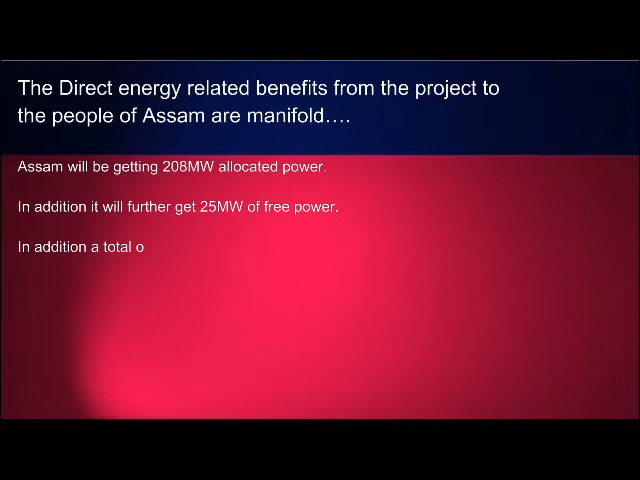 The Direct energy related benefits from the project to
the people of Assam are manifold….
Assam will be getting 208MW allocated power.
In addition it will further get 25MW of free power.
In addition a total o